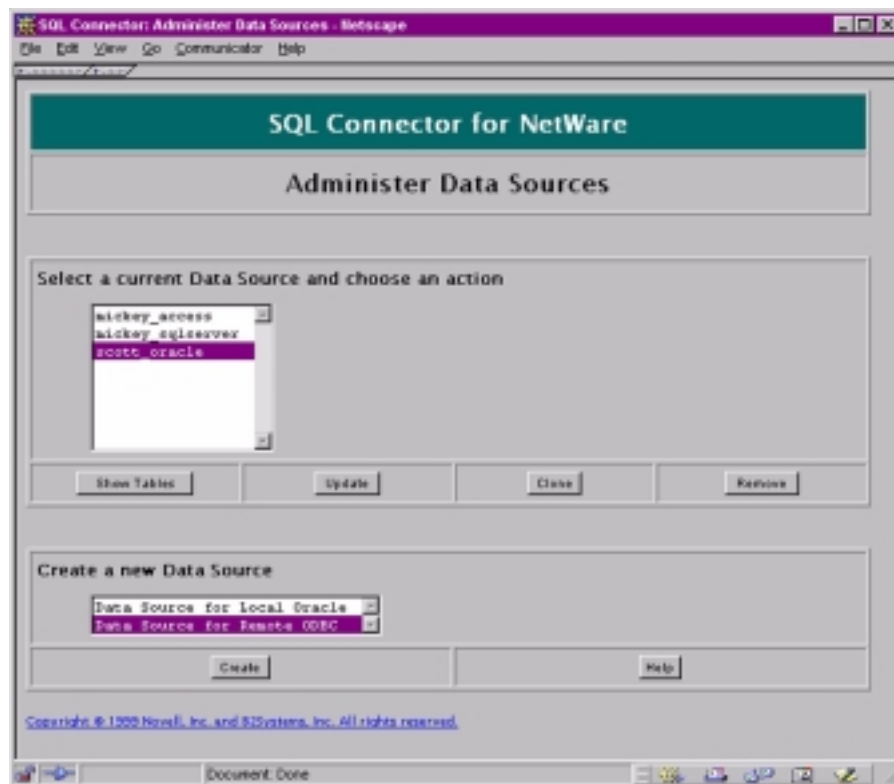 SQL Connector: Administer Data Sources - Netscape
File Edit View Go Communicator Help
SQL Connector for NetWare
Administer Data Sources
Select a current Data Source and choose an action
mickey_access
mickey_sqlserver
scott_oracle
Show Tables Update Clone Remove
Create a new Data Source
Data Source for Local Oracle
Data Source for Remote ODBC
Create Help
Copyright © 1999 Novell, Inc. and B2Systems, Inc. All rights reserved.
Document: Done